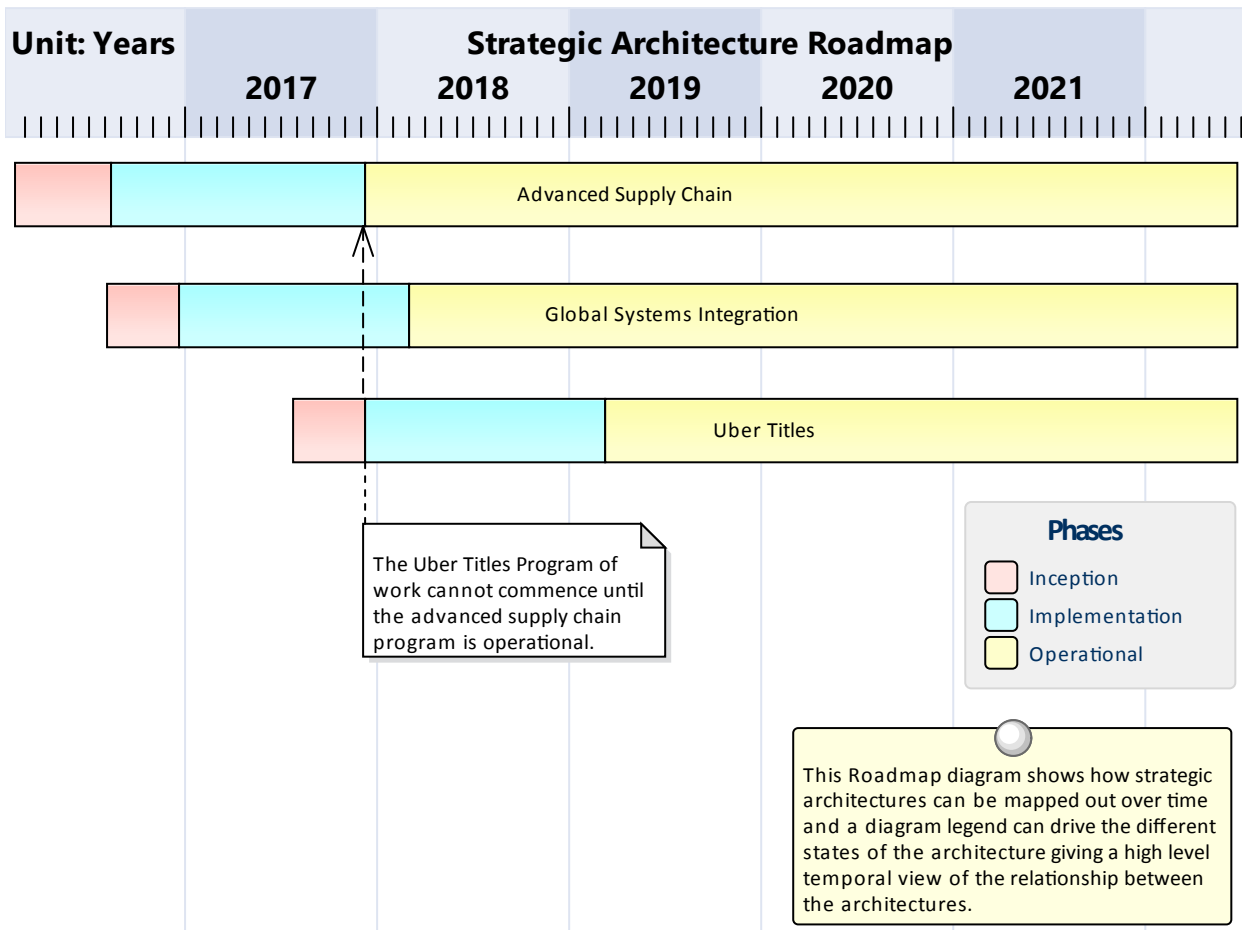 Unit: Years
Strategic Architecture Roadmap
2017
2018
2019
2020
2021
Advanced Supply Chain
Global Systems Integration
Uber Titles
The Uber Titles Program of
work cannot commence until
the advanced supply chain
program is operational.
Phases
Inception
Implementation
Operational
This Roadmap diagram shows how strategic
architectures can be mapped out over time
and a diagram legend can drive the different
states of the architecture giving a high level
temporal view of the relationship between
the architectures.